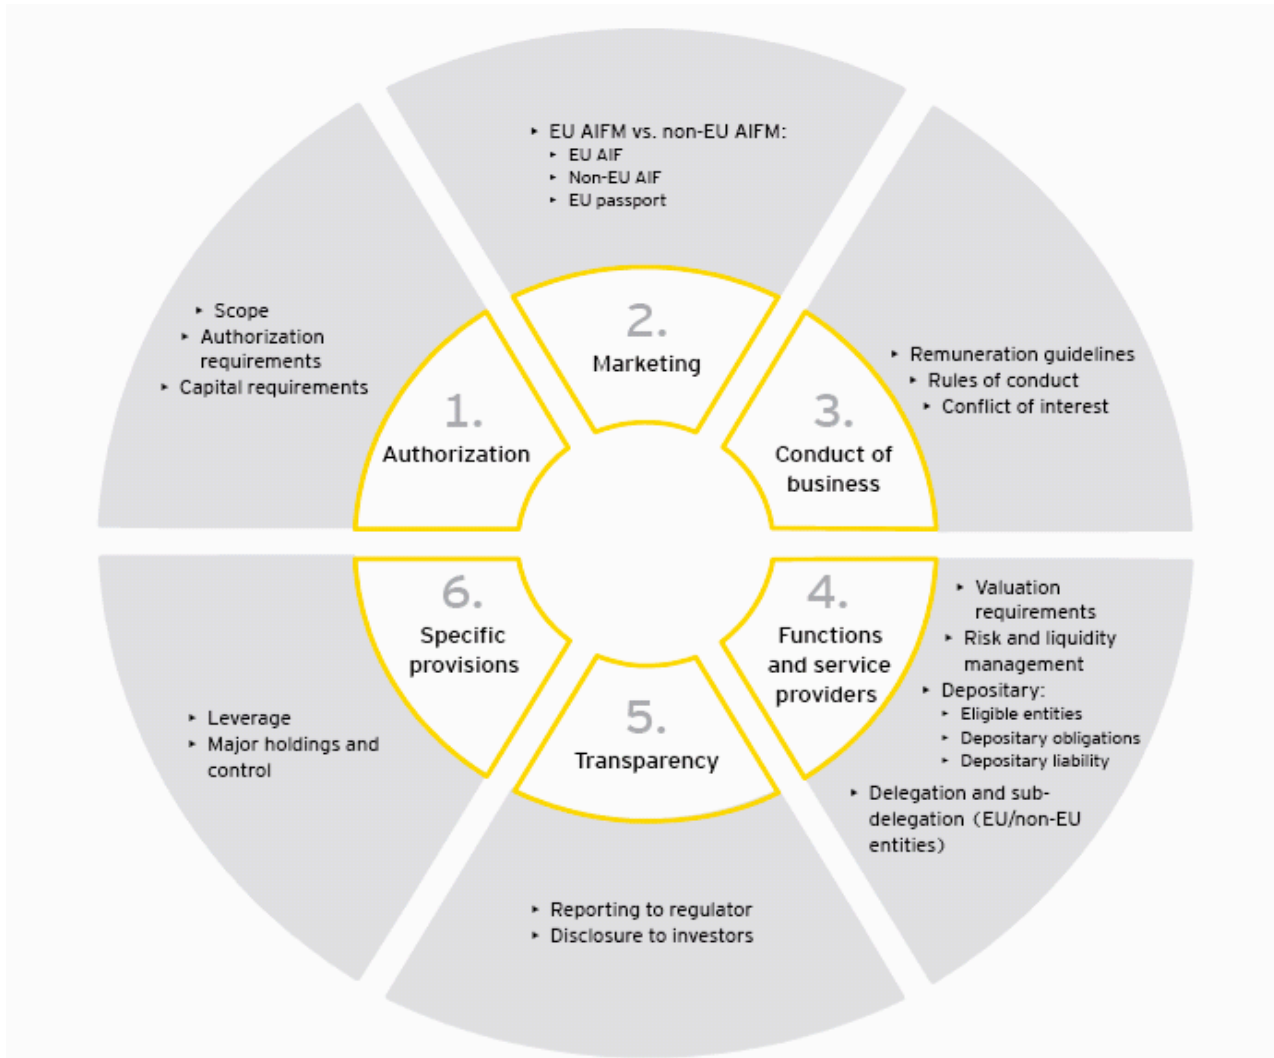 1.
Authorization
▸ Scope
▸ Authorization
requirements
▸ Capital requirements
2.
Marketing
▸ EU AIFM vs. non-EU AIFM:
▸ EU AIF
▸ Non-EU AIF
▸ EU passport
3.
Conduct of
business
▸ Remuneration guidelines
▸ Rules of conduct
▸ Conflict of interest
4.
Functions
and service
providers
▸ Valuation
requirements
▸ Risk and liquidity
management
▸ Depositary:
▸ Eligible entities
▸ Depositary obligations
▸ Depositary liability
▸ Delegation and sub-
delegation (EU/non-EU
entities)
5.
Transparency
▸ Reporting to regulator
▸ Disclosure to investors
6.
Specific
provisions
▸ Leverage
▸ Major holdings and
control